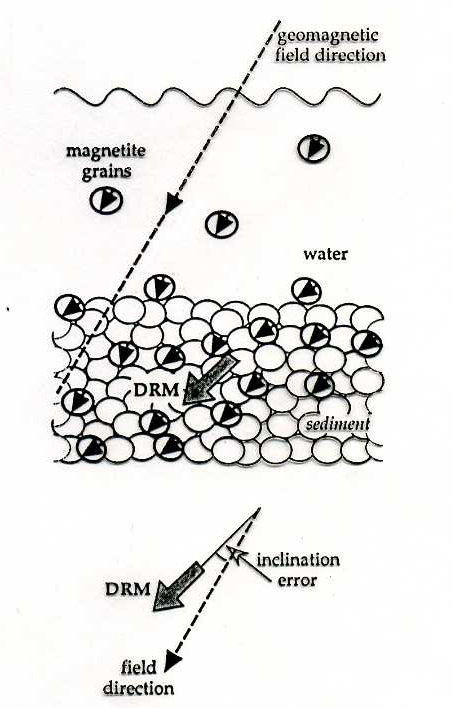 geomagnetic
field direction
magnetite
grains
water
DRM
sediment
inclination
error
DRM
field
direction